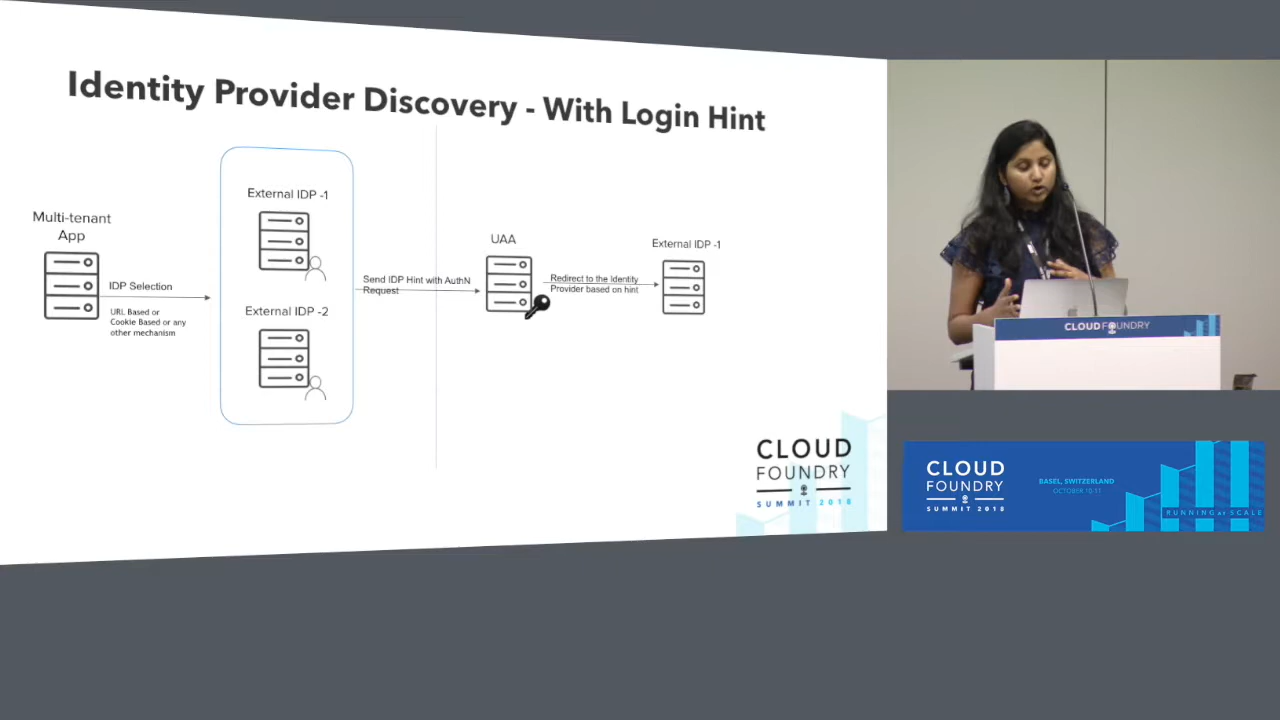 Identity Provider Discovery - With Login Hint
Multi-tenant
App
IDP Selection
URL Based or
Cookie Based or any
other mechanism
External IDP -1
External IDP -2
Send IDP Hint with AuthN
Request
UAA
Redirect to the Identity
Provider based on hint
External IDP -1
CLOUD
FOUNDRY
SUMMIT 2018
CLOUD FOUNDRY
CLOUD
FOUNDRY
SUMMIT 2018
BASEL, SWITZERLAND
OCTOBER 10-11
RUNNING at SCALE